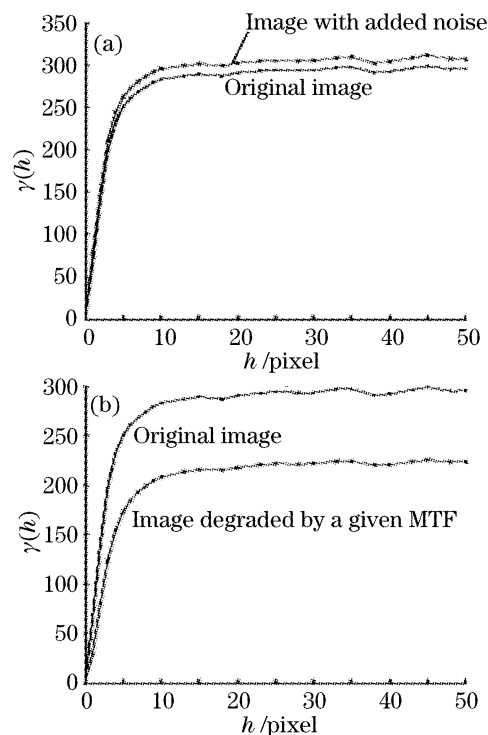 (a)
Image with added noise
Original image
350
300
250
200
150
100
50
0
γ(h)
0 10 20 30 40 50
h /pixel
(b)
Original image
Image degraded by a given MTF
300
250
200
150
100
50
0
γ(h)
0 10 20 30 40 50
h /pixel